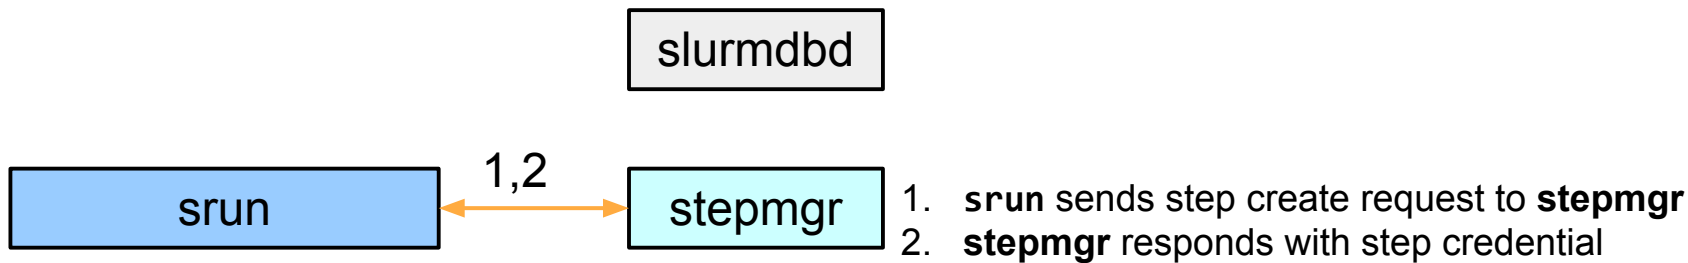 slurmdbd
1,2
srun
stepmgr
1. srun sends step create request to stepmgr
2. stepmgr responds with step credential